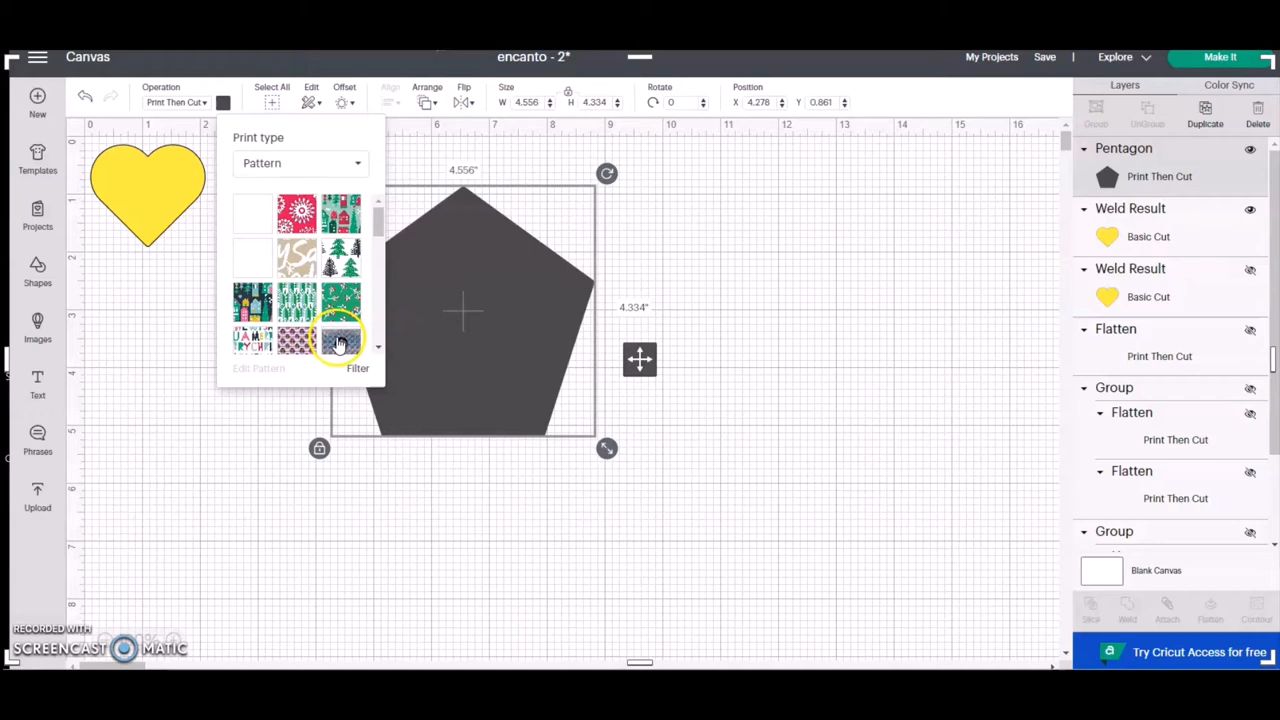 Canvas
encanto - 2*
My Projects Save | Explore Make It
Operation Select All Edit Offset Align Arrange Flip Size Rotate Position
Print Then Cut W 4.556 H 4.334 0 X 4.278 Y 0.861
Layers Color Sync
Group UnGroup Duplicate Delete
New
Templates
Projects
Shapes
Images
Text
Phrases
Upload
0 1 2 6 7 8 9 10 11 12 13 14 15 16
0
1
2
3
4
5
6
7
8
Print type
Pattern
Edit Pattern Filter
4.556"
4.334"
Pentagon
Print Then Cut
Weld Result
Basic Cut
Weld Result
Basic Cut
Flatten
Print Then Cut
Group
Flatten
Print Then Cut
Flatten
Print Then Cut
Group
Blank Canvas
Slice Weld Attach Flatten Contour
a Try Cricut Access for free
RECORDED WITH
SCREENCAST MATIC